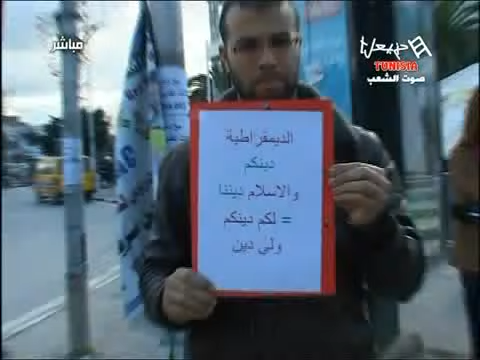 مباشر
TUNISIA
صوت الشعب
الديمقراطية
دينكم
والاسلام ديننا
= لكم دينكم
ولي دين